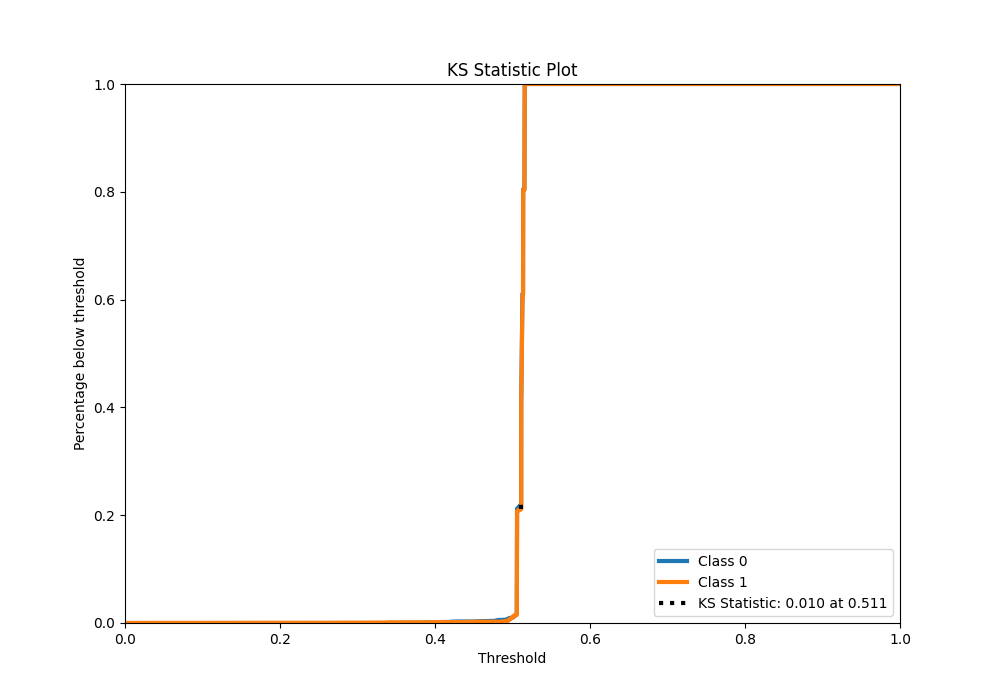 KS Statistic Plot
1.0
0.8
0.6
0.4
0.2
0.0
Percentage below threshold
0.0 0.2 0.4 0.6 0.8 1.0
Threshold
Class 0
Class 1
KS Statistic: 0.010 at 0.511